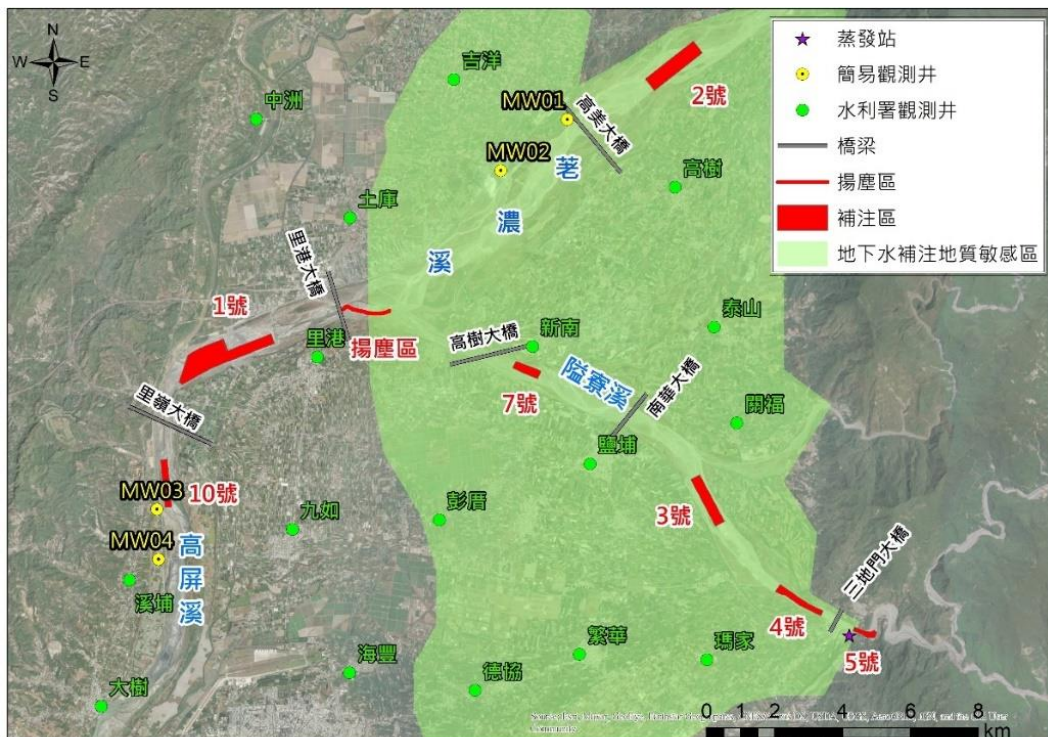 N
W
E
S
蒸發站
簡易觀測井
水利署觀測井
橋梁
揚塵區
補注區
地下水補注地質敏感區
吉洋
中洲
MW01
高美大橋
2號
MW02
荖
濃
溪
高樹
土庫
里港大橋
1號
揚塵區
里港
高樹大橋
新南
泰山
7號
隘寮溪
南華大橋
關福
里嶺大橋
鹽埔
MW03
10號
九如
彭厝
3號
MW04
高
屏
溪
溪埔
三地門大橋
4號
5號
繁華
瑪家
海豐
德協
大樹
0 2 4 6 8
km